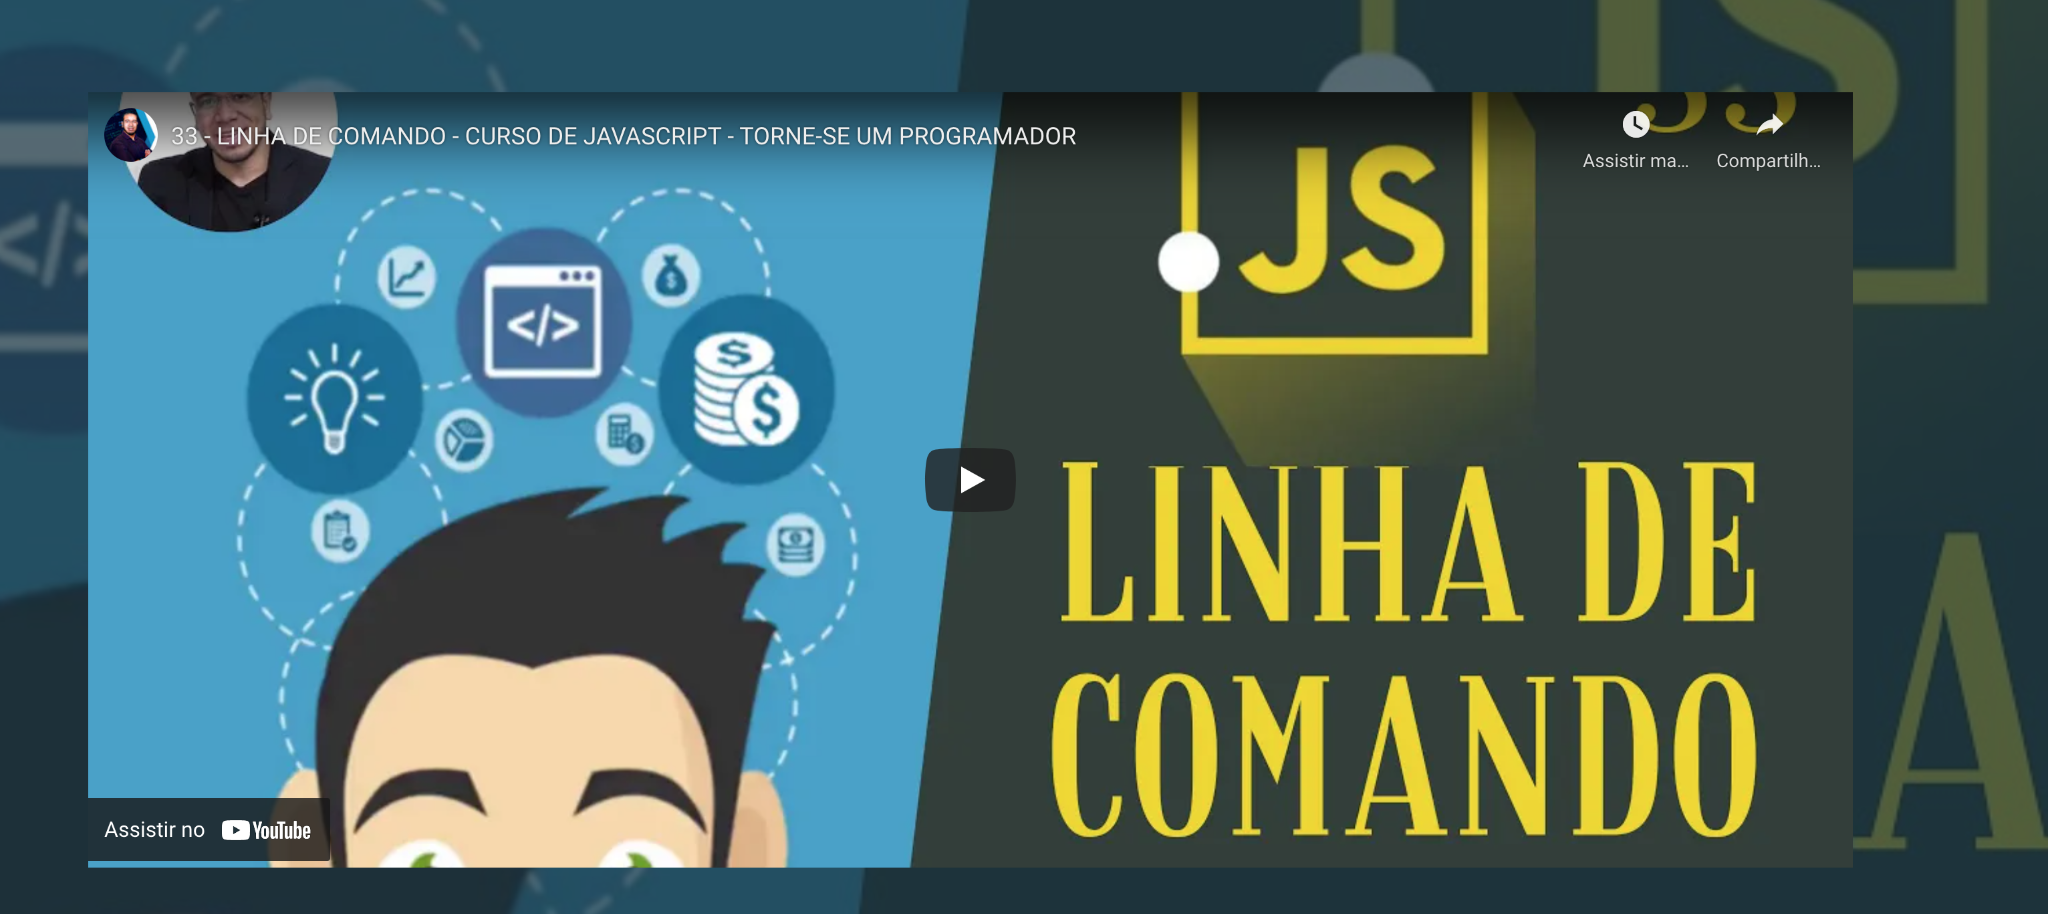 33 - LINHA DE COMANDO - CURSO DE JAVASCRIPT - TORNE-SE UM PROGRAMADOR
Assistir ma...
Compartilh...
33
JS
</>
LINHA DE
COMANDO
Assistir no YouTube